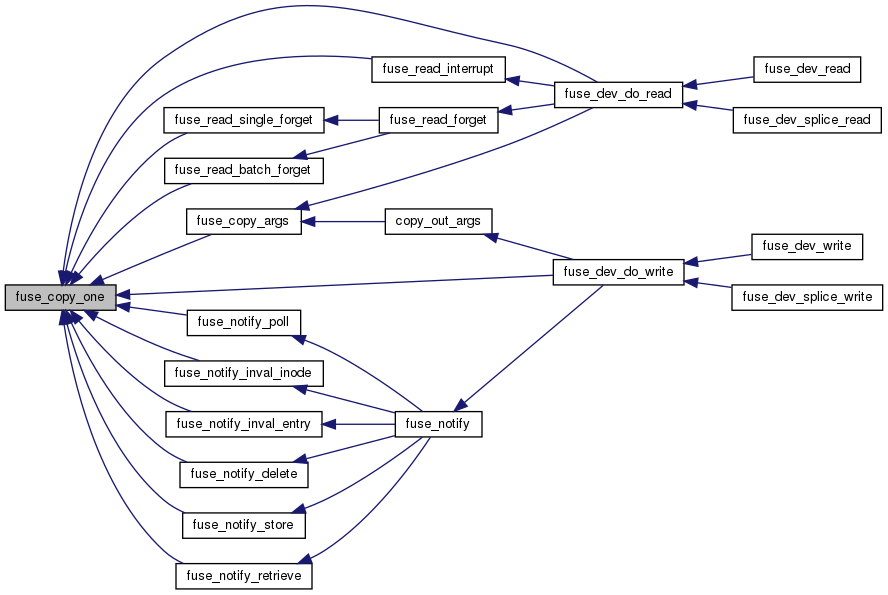 fuse_read_interrupt
fuse_dev_read
fuse_dev_do_read
fuse_read_single_forget
fuse_read_forget
fuse_dev_splice_read
fuse_read_batch_forget
fuse_copy_args
copy_out_args
fuse_dev_write
fuse_dev_do_write
fuse_copy_one
fuse_dev_splice_write
fuse_notify_poll
fuse_notify_inval_inode
fuse_notify_inval_entry
fuse_notify
fuse_notify_delete
fuse_notify_store
fuse_notify_retrieve